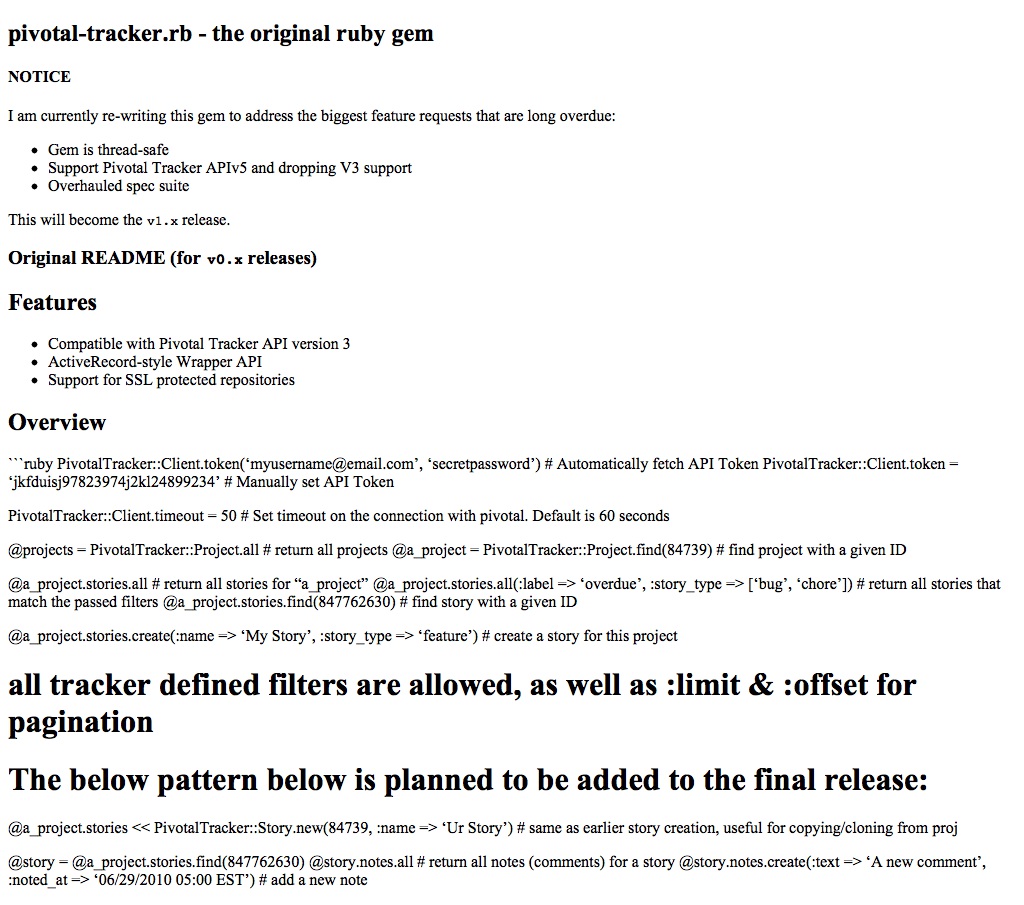 pivotal-tracker.rb - the original ruby gem
NOTICE
I am currently re-writing this gem to address the biggest feature requests that are long overdue:
• Gem is thread-safe
• Support Pivotal Tracker APIv5 and dropping V3 support
• Overhauled spec suite
This will become the v1.x release.
Original README (for v0.x releases)
Features
• Compatible with Pivotal Tracker API version 3
• ActiveRecord-style Wrapper API
• Support for SSL protected repositories
Overview
```ruby PivotalTracker::Client.token(‘myusername@email.com’, ‘secretpassword’) # Automatically fetch API Token PivotalTracker::Client.token =
‘jkfduisj97823974j2kl24899234’ # Manually set API Token
PivotalTracker::Client.timeout = 50 # Set timeout on the connection with pivotal. Default is 60 seconds
@projects = PivotalTracker::Project.all # return all projects @a_project = PivotalTracker::Project.find(84739) # find project with a given ID
@a_project.stories.all # return all stories for “a_project” @a_project.stories.all(:label => ‘overdue’, :story_type => [‘bug’, ‘chore’]) # return all stories that
match the passed filters @a_project.stories.find(847762630) # find story with a given ID
@a_project.stories.create(:name => ‘My Story’, :story_type => ‘feature’) # create a story for this project
all tracker defined filters are allowed, as well as :limit & :offset for
pagination
The below pattern below is planned to be added to the final release:
@a_project.stories << PivotalTracker::Story.new(84739, :name => ‘Ur Story’) # same as earlier story creation, useful for copying/cloning from proj
@story = @a_project.stories.find(847762630) @story.notes.all # return all notes (comments) for a story @story.notes.create(:text => ‘A new comment’,
:noted_at => ‘06/29/2010 05:00 EST’) # add a new note